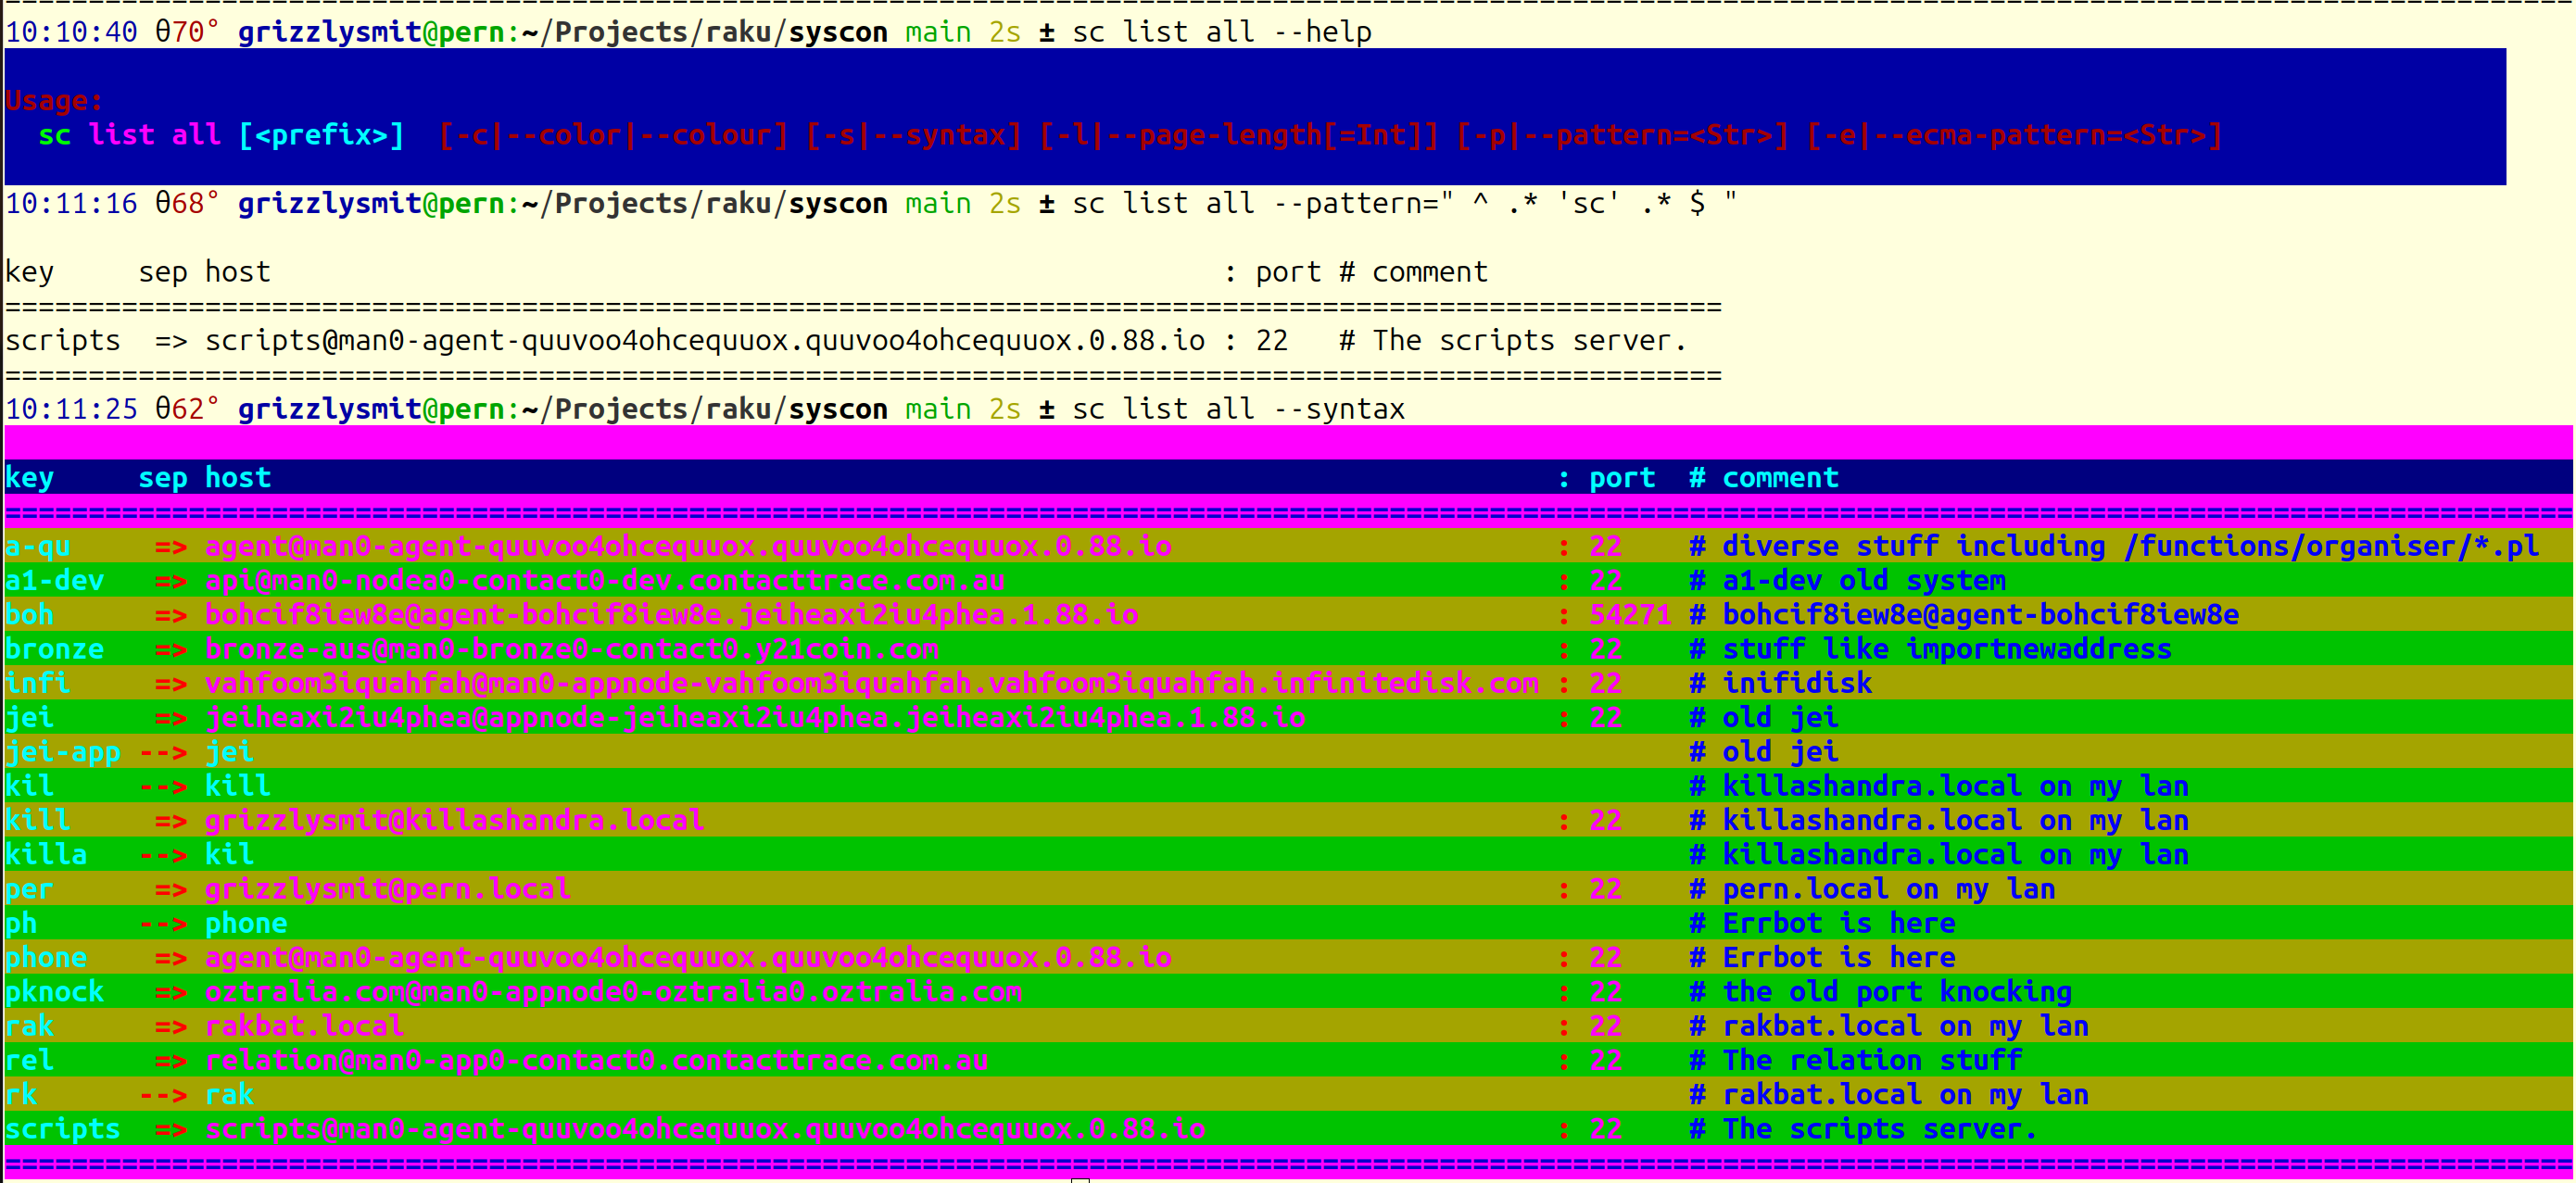 ================================================================================
10:10:40 θ70° grizzlysmit@pern:~/Projects/raku/syscon main 2s ± sc list all --help
Usage:
  sc list all [<prefix>]  [-c|--color|--colour] [-s|--syntax] [-l|--page-length[=Int]] [-p|--pattern=<Str>] [-e|--ecma-pattern=<Str>]
10:11:16 θ68° grizzlysmit@pern:~/Projects/raku/syscon main 2s ± sc list all --pattern=" ^ .* 'sc' .* $ "
key     sep host                                                         : port # comment
=======================================================================================================
scripts  => scripts@man0-agent-quuvoo4ohcequuox.quuvoo4ohcequuox.0.88.io : 22   # The scripts server.
=======================================================================================================
10:11:25 θ62° grizzlysmit@pern:~/Projects/raku/syscon main 2s ± sc list all --syntax
key     sep host                                                                             : port  # comment
==========================================================================================================================================================
a-qu     => agent@man0-agent-quuvoo4ohcequuox.quuvoo4ohcequuox.0.88.io                       : 22    # diverse stuff including /functions/organiser/*.pl
a1-dev   => api@man0-nodea0-contact0-dev.contacttrace.com.au                                 : 22    # a1-dev old system
boh      => bohcif8iew8e@agent-bohcif8iew8e.jeiheaxi2iu4phea.1.88.io                         : 54271 # bohcif8iew8e@agent-bohcif8iew8e
bronze   => bronze-aus@man0-bronze0-contact0.y21coin.com                                     : 22    # stuff like importnewaddress
infi     => vahfoom3iquahfah@man0-appnode-vahfoom3iquahfah.vahfoom3iquahfah.infinitedisk.com : 22    # inifidisk
jei      => jeiheaxi2iu4phea@appnode-jeiheaxi2iu4phea.jeiheaxi2iu4phea.1.88.io               : 22    # old jei
jei-app --> jei                                                                                      # old jei
kil     --> kill                                                                                     # killashandra.local on my lan
kill     => grizzlysmit@killashandra.local                                                   : 22    # killashandra.local on my lan
killa   --> kil                                                                                      # killashandra.local on my lan
per      => grizzlysmit@pern.local                                                           : 22    # pern.local on my lan
ph      --> phone                                                                                    # Errbot is here
phone    => agent@man0-agent-quuvoo4ohcequuox.quuvoo4ohcequuox.0.88.io                       : 22    # Errbot is here
pknock   => oztralia.com@man0-appnode0-oztralia0.oztralia.com                                : 22    # the old port knocking
rak      => rakbat.local                                                                     : 22    # rakbat.local on my lan
rel      => relation@man0-app0-contact0.contacttrace.com.au                                  : 22    # The relation stuff
rk      --> rak                                                                                      # rakbat.local on my lan
scripts  => scripts@man0-agent-quuvoo4ohcequuox.quuvoo4ohcequuox.0.88.io                     : 22    # The scripts server.
==========================================================================================================================================================